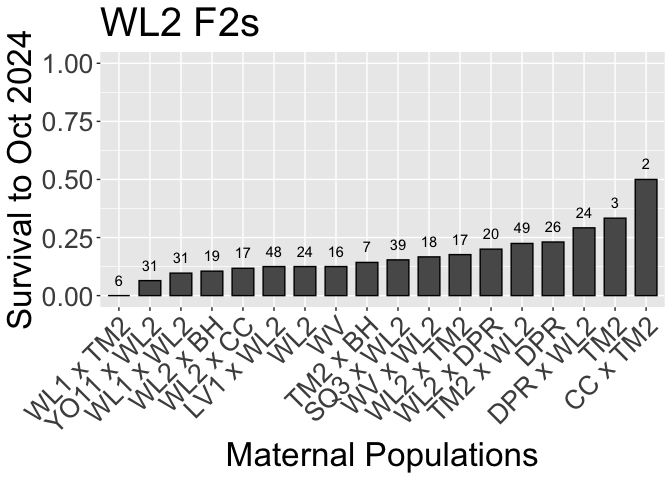 WL2 F2s
Survival to Oct 2024
1.00
0.75
0.50
0.25
0.00
6
31
31
19
17
48
24
16
7
39
18
17
20
49
26
24
3
2
WL1 x TM2
YO11 x WL2
WL1 x WL2
WL2 x BH
WL2 x CC
LV1 x WL2
WL2
WV
TM2 x BH
SQ3 x WL2
WV x WL2
WL2 x TM2
WL2 x DPR
TM2 x WL2
DPR
DPR x WL2
TM2
CC x TM2
Maternal Populations